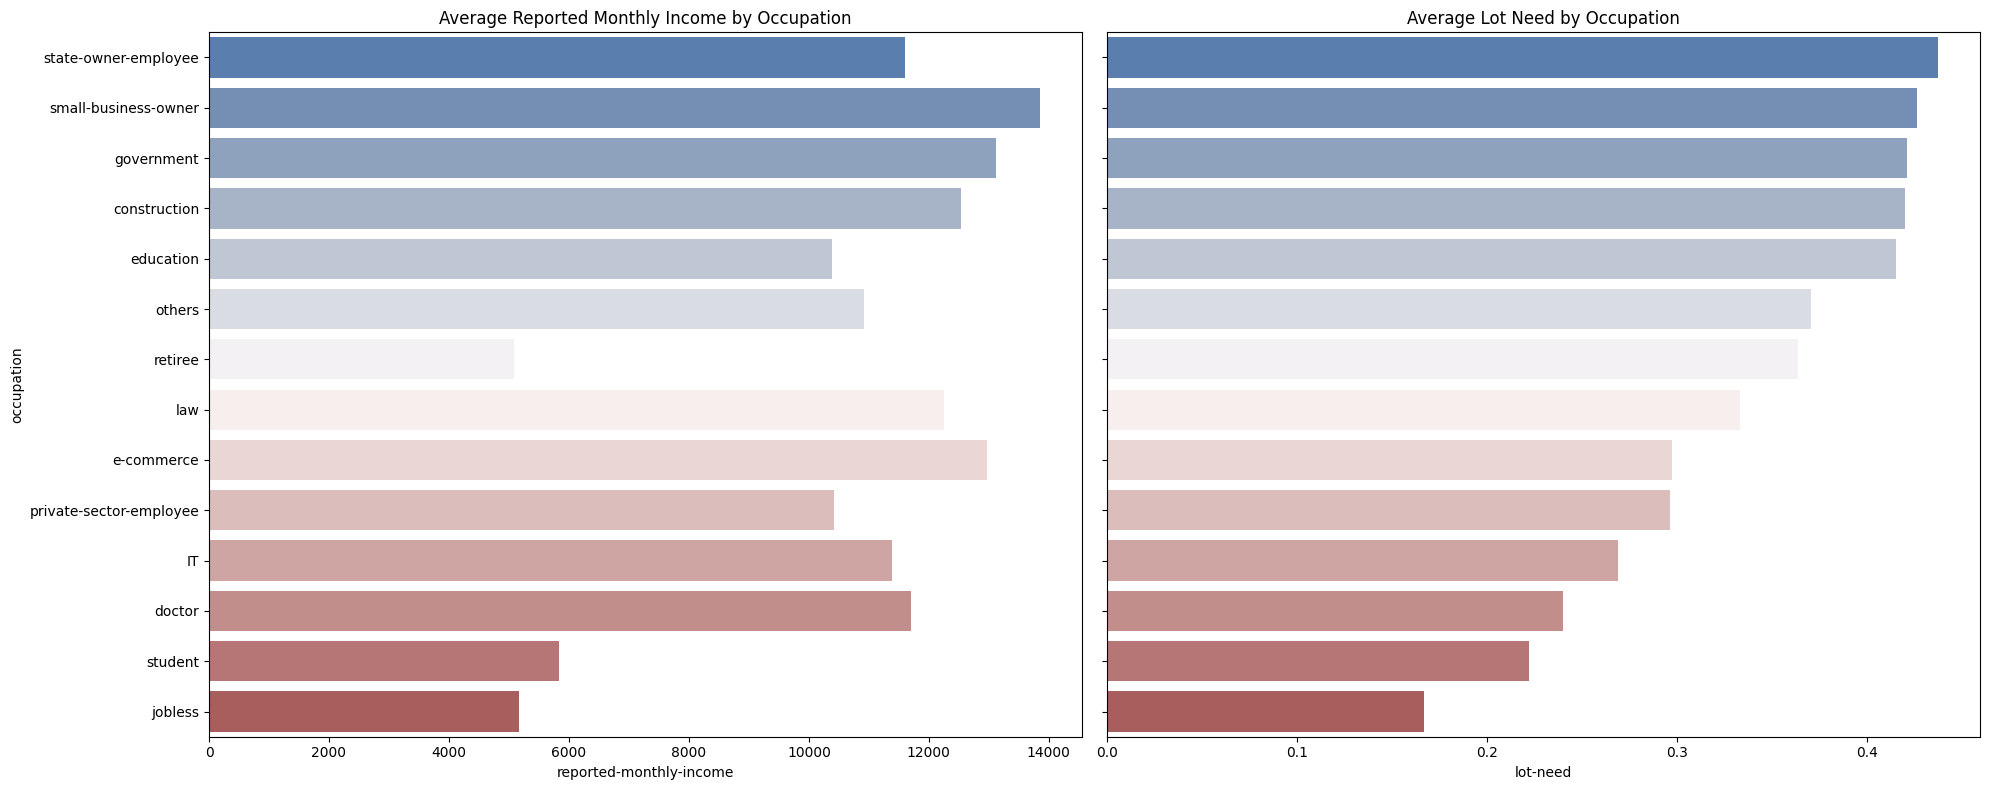 Average Reported Monthly Income by Occupation
Average Lot Need by Occupation
occupation
state-owner-employee
small-business-owner
government
construction
education
others
retiree
law
e-commerce
private-sector-employee
IT
doctor
student
jobless
0 2000 4000 6000 8000 10000 12000 14000
reported-monthly-income
0.0 0.1 0.2 0.3 0.4
lot-need